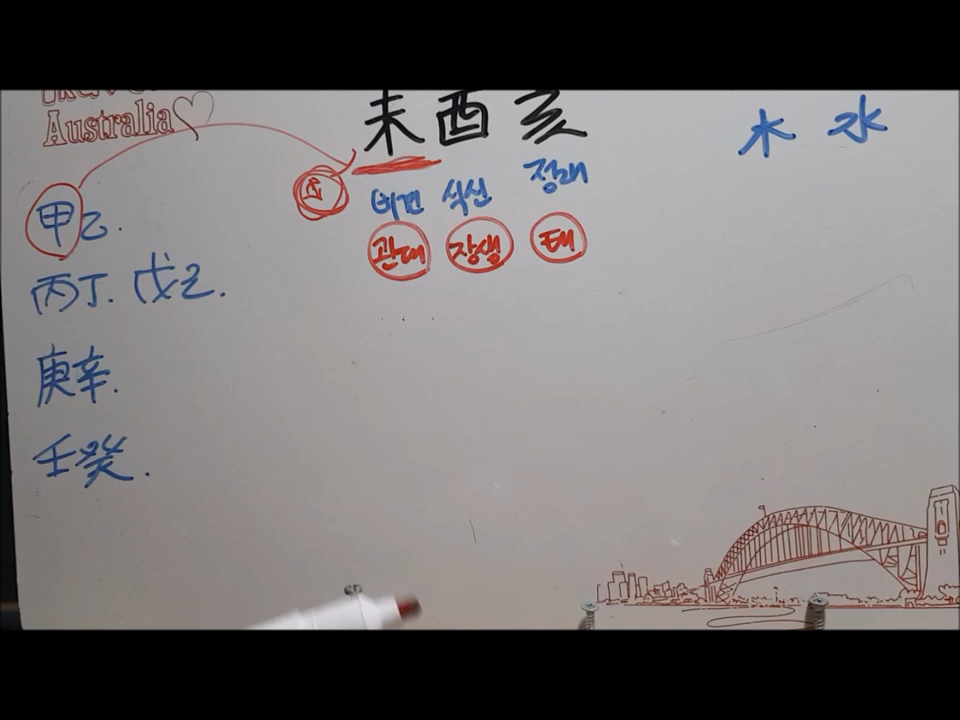 Australia
未 酉 亥
木 水
비견 식신 정재
甲乙.
관대 장생 태
丙丁. 戊己.
庚辛.
壬癸.